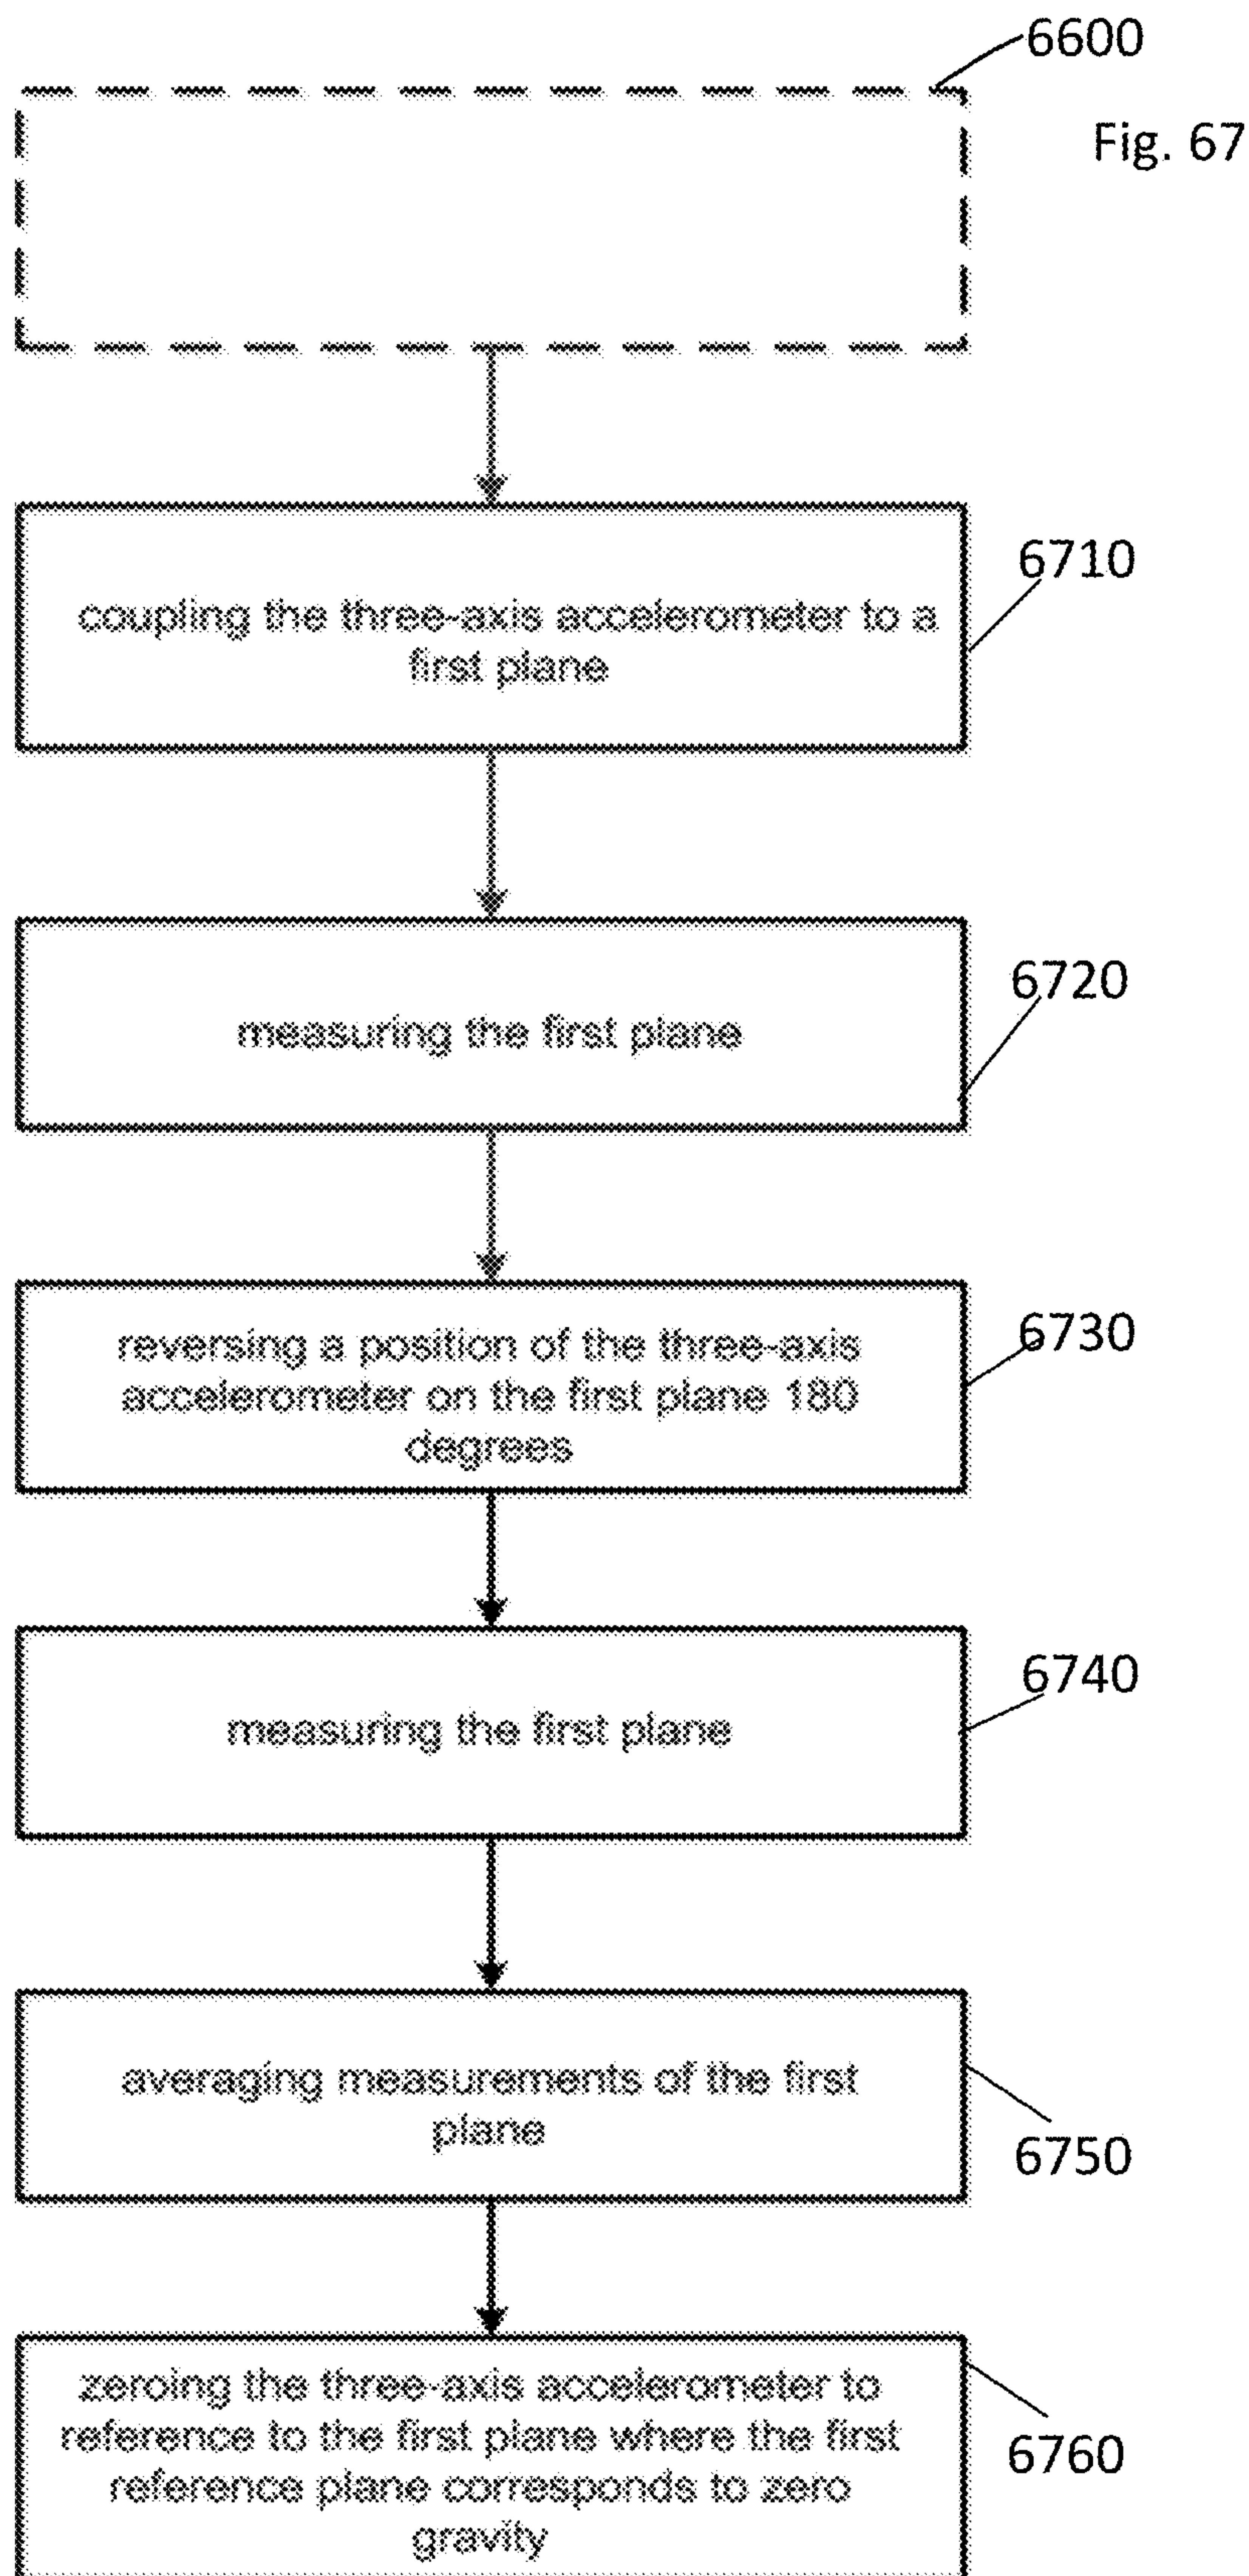 6600
Fig. 67
coupling the three-axis accelerometer to a
first plane
6710
measuring the first plane
6720
reversing a position of the three-axis
accelerometer on the first plane 180
degrees
6730
measuring the first plane
6740
averaging measurements of the first
plane
6750
zeroing the three-axis accelerometer to
reference to the first plane where the first
reference plane corresponds to zero
gravity
6760